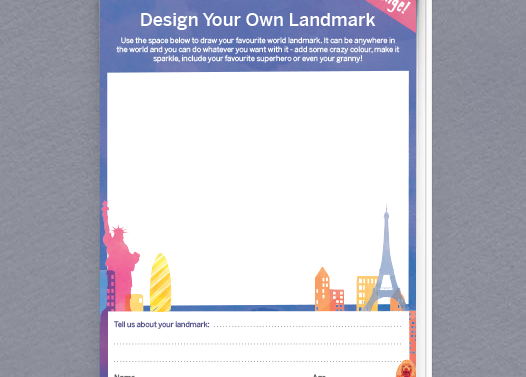 Design Your Own Landmark
Use the space below to draw your favourite world landmark. It can be anywhere in
the world and you can do whatever you want with it - add some crazy colour, make it
sparkle, include your favourite superhero or even your granny!
Tell us about your landmark: